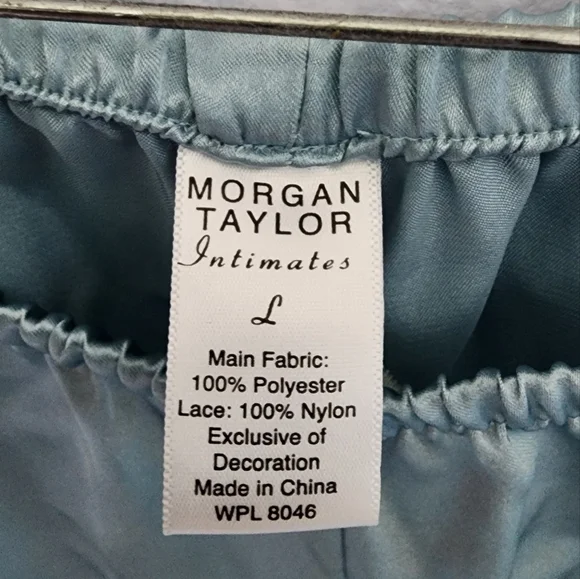 MORGAN
TAYLOR
Intimates
L
Main Fabric:
100% Polyester
Lace: 100% Nylon
Exclusive of
Decoration
Made in China
WPL 8046